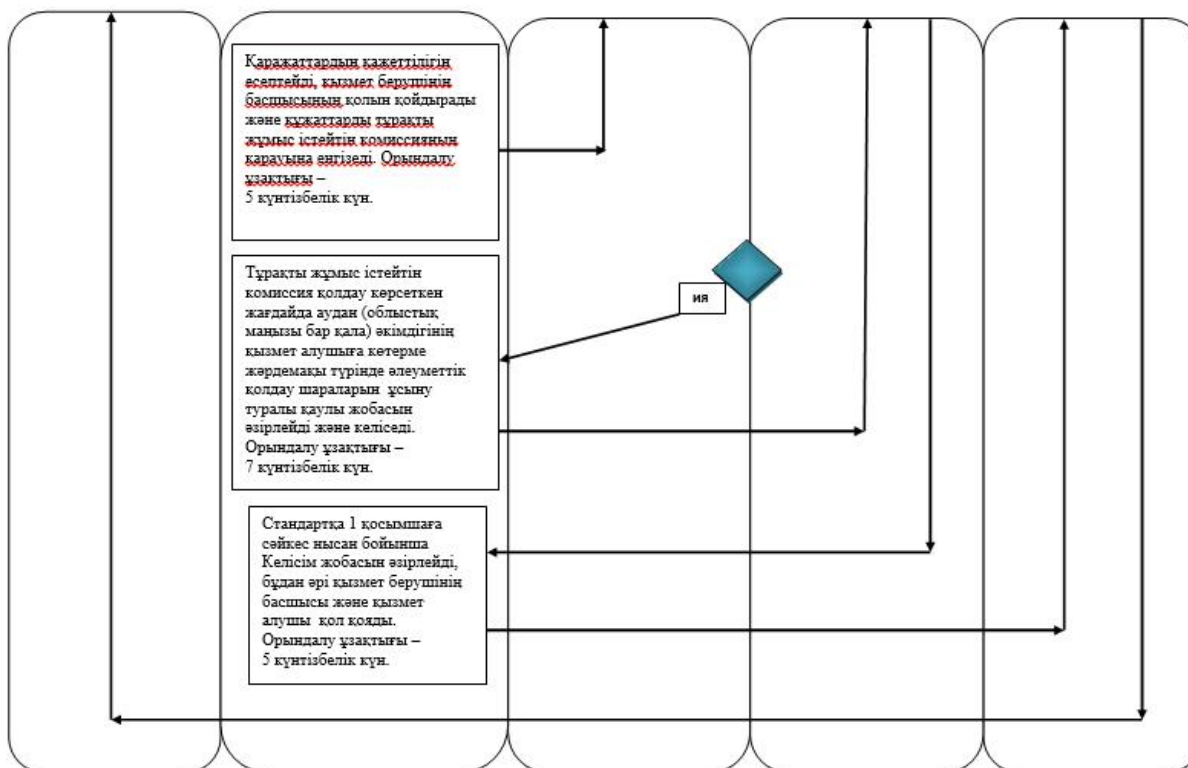 Қаражаттардың қажеттілігін
есептейді, қызмет берушінің
басшысының қолын қойдырады
және құжаттарды тұрақты
жұмыс істейтін комиссияның
қарауына енгізеді. Орындалу
ұзақтығы –
5 күнтізбелік күн.
Тұрақты жұмыс істейтін
комиссия қолдау көрсеткен
жағдайда аудан (облыстық
маңызы бар қала) әкімдігінің
қызмет алушыға көтерме
жәрдемақы түрінде әлеуметтік
қолдау шараларын ұсыну
туралы қаулы жобасын
әзірлейді және келіседі.
Орындалу ұзақтығы –
7 күнтізбелік күн.
ия
Стандартқа 1 қосымшаға
сәйкес нысан бойынша
Келісім жобасын әзірлейді,
бұдан әрі қызмет берушінің
басшысы және қызмет
алушы қол қояды.
Орындалу ұзақтығы –
5 күнтізбелік күн.